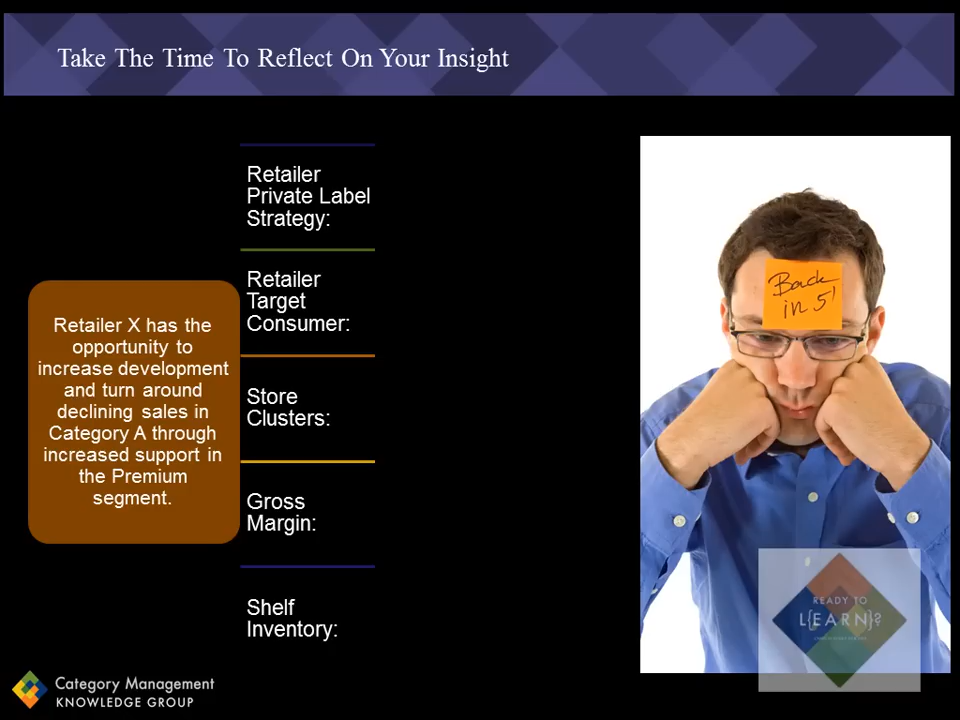 Take The Time To Reflect On Your Insight
Retailer X has the
opportunity to
increase development
and turn around
declining sales in
Category A through
increased support in
the Premium
segment.
Retailer
Private Label
Strategy:
Retailer
Target
Consumer:
Store
Clusters:
Gross
Margin:
Shelf
Inventory:
Back
in 5'
READY TO
L{EARN}?
Category Management
KNOWLEDGE GROUP